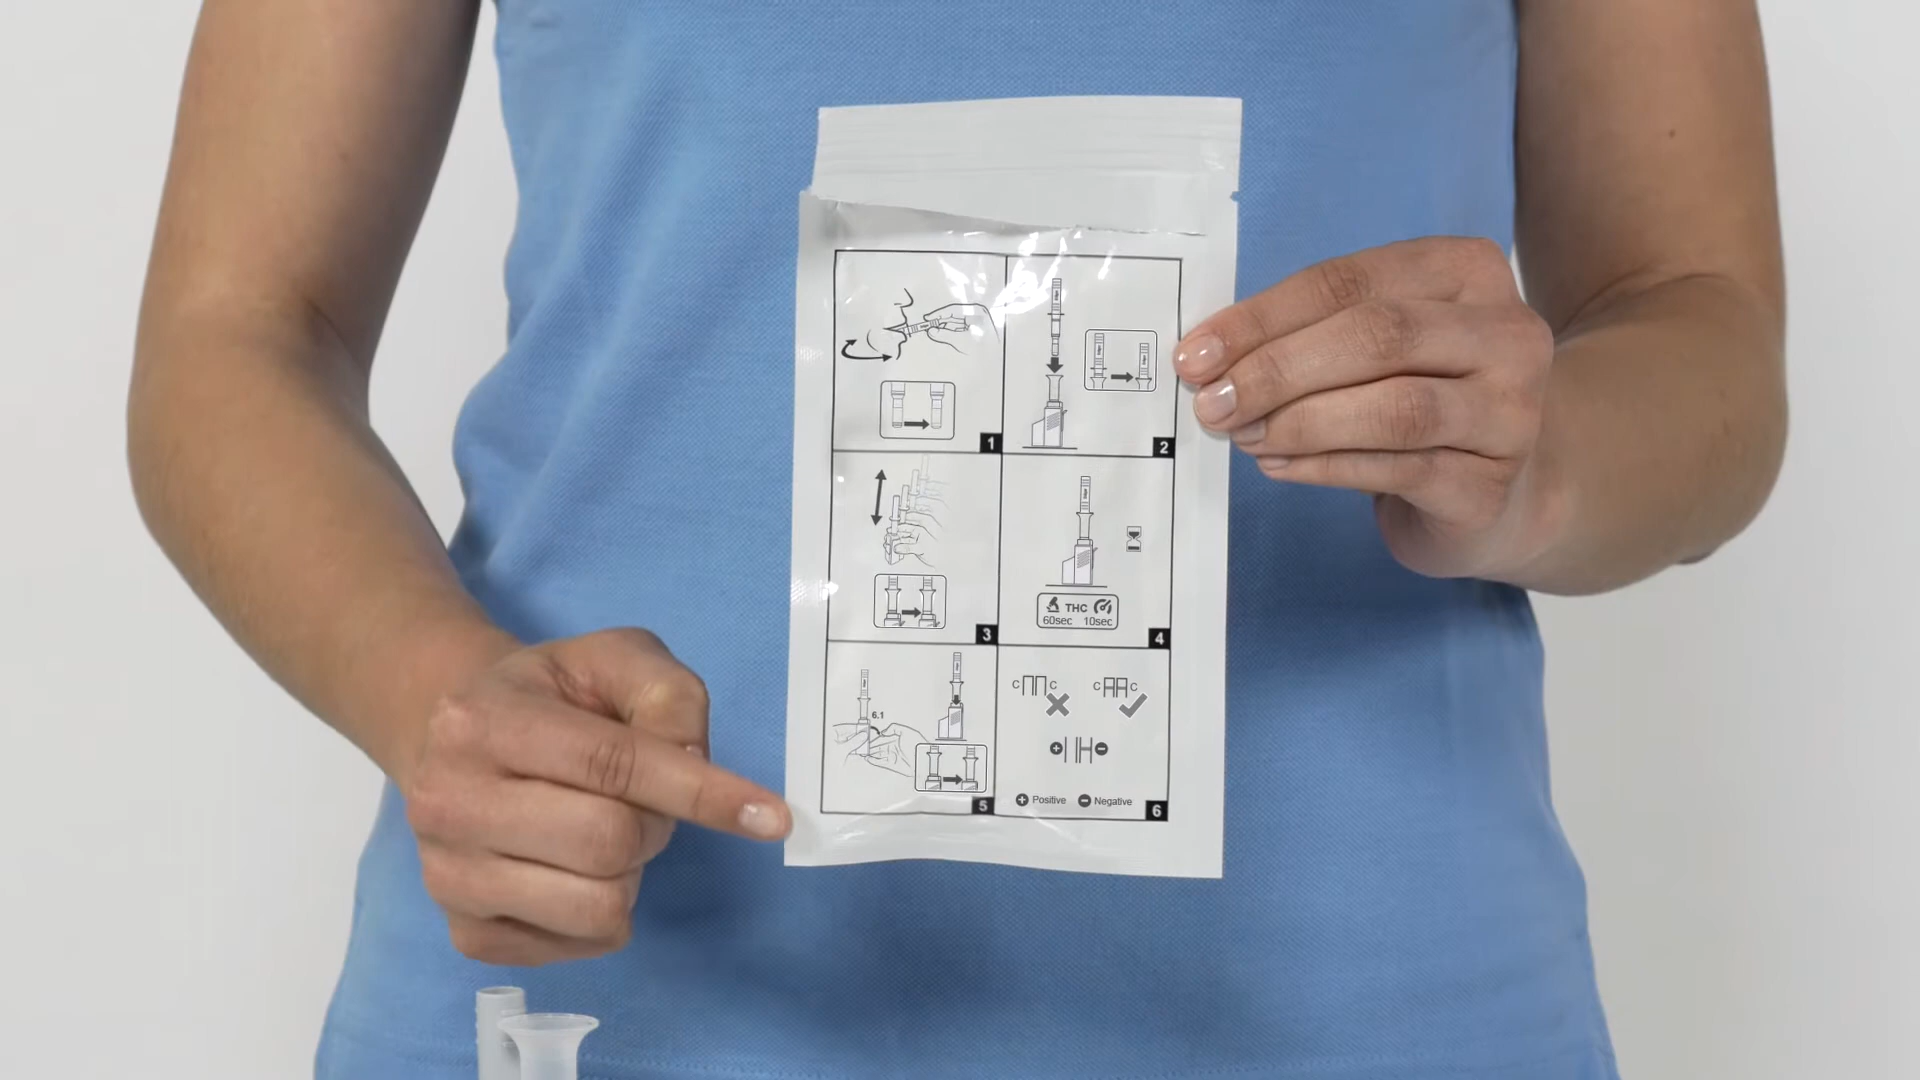 1
2
3
THC
60sec 10sec
4
6.1
5
C C
C C
+ −
+ Positive − Negative
6